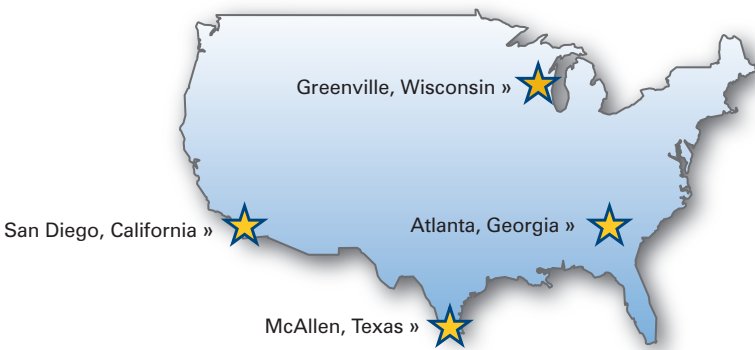 Greenville, Wisconsin »
San Diego, California »
Atlanta, Georgia »
McAllen, Texas »